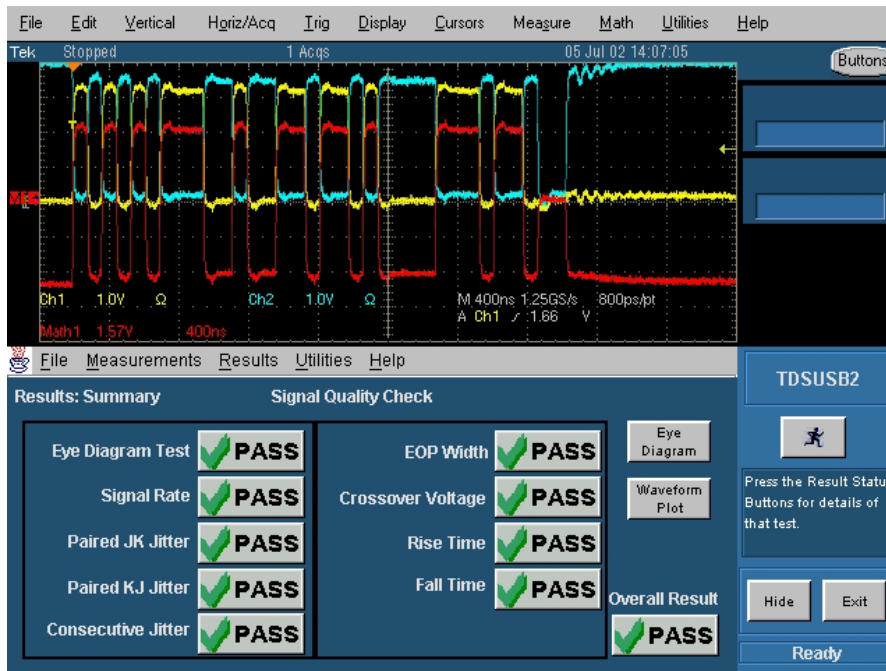 File Edit Vertical Horiz/Acq Trig Display Cursors Measure Math Utilities Help
Tek Stopped 1 Acqs 05 Jul 02 14:07:05
Buttons
T
Ch1 1.0V Ω Ch2 1.0V Ω M 400ns 1.25GS/s 800ps/pt
A Ch1 / 1.66 V
Math1 1.57V 400ns
File Measurements Results Utilities Help
TDSUSB2
Results: Summary Signal Quality Check
Eye Diagram Test PASS EOP Width PASS Eye Diagram
Signal Rate PASS Crossover Voltage PASS Waveform Plot
Press the Result Statu
Buttons for details of
that test.
Paired JK Jitter PASS Rise Time PASS
Paired KJ Jitter PASS Fall Time PASS
Overall Result
Hide Exit
Consecutive Jitter PASS PASS
Ready